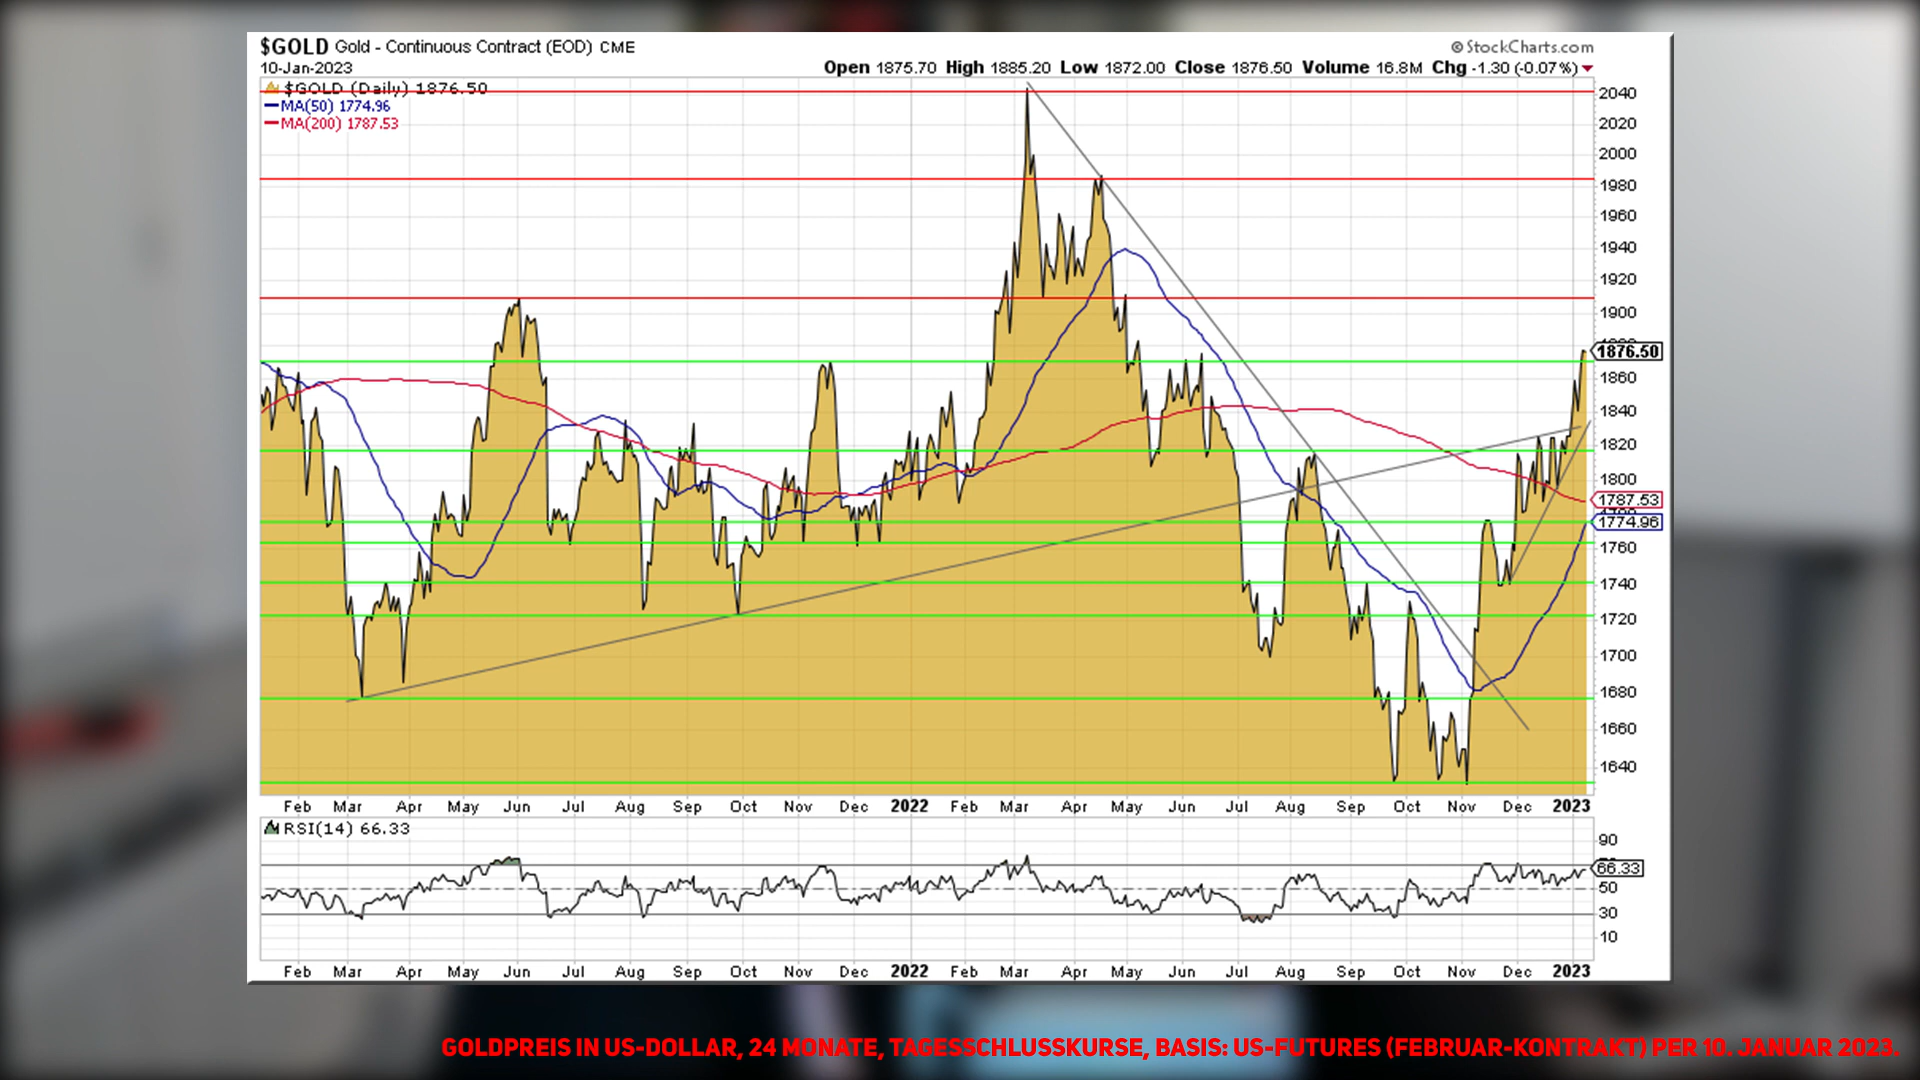 $GOLD Gold - Continuous Contract (EOD) CME
© StockCharts.com
10-Jan-2023
Open 1875.70 High 1885.20 Low 1872.00 Close 1876.50 Volume 16.8M Chg -1.30 (-0.07%)
$GOLD (Daily) 1876.50
MA(50) 1774.96
MA(200) 1787.53
2040
2020
2000
1980
1960
1940
1920
1900
1876.50
1860
1840
1820
1800
1787.53
1774.96
1760
1740
1720
1700
1680
1660
1640
Feb Mar Apr May Jun Jul Aug Sep Oct Nov Dec 2022 Feb Mar Apr May Jun Jul Aug Sep Oct Nov Dec 2023
RSI(14) 66.33
90
66.33
50
30
10
Feb Mar Apr May Jun Jul Aug Sep Oct Nov Dec 2022 Feb Mar Apr May Jun Jul Aug Sep Oct Nov Dec 2023
GOLDPREIS IN US-DOLLAR, 24 MONATE, TAGESSCHLUSSKURSE, BASIS: US-FUTURES (FEBRUAR-KONTRAKT) PER 10. JANUAR 2023.